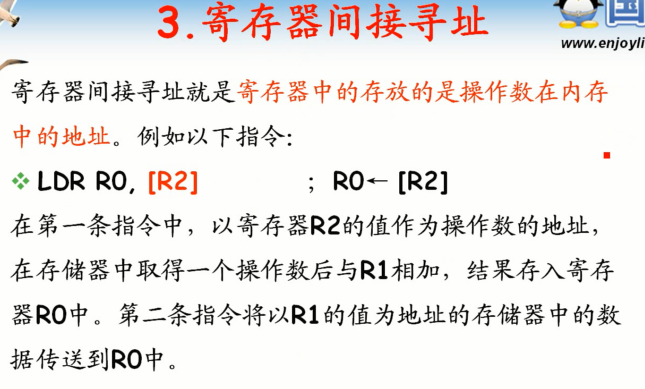 3.寄存器间接寻址
国
www.enjoyli
寄存器间接寻址就是寄存器中的存放的是操作数在内存
中的地址。例如以下指令：
❖ LDR R0, [R2] ; R0← [R2]
在第一条指令中，以寄存器R2的值作为操作数的地址，
在存储器中取得一个操作数后与R1相加，结果存入寄存
器R0中。第二条指令将以R1的值为地址的存储器中的数
据传送到R0中。